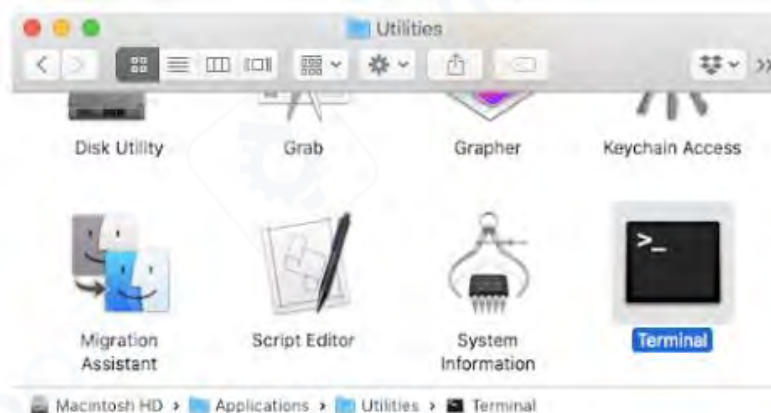 Utilities
Disk Utility
Grab
Grapher
Keychain Access
>_
Migration
Assistant
Script Editor
System
Information
Terminal
Macintosh HD › Applications › Utilities › Terminal